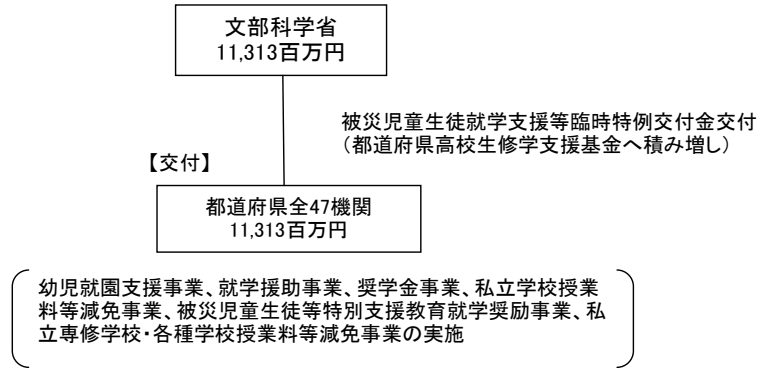 文部科学省
11,313百万円
被災児童生徒就学支援等臨時特例交付金交付
（都道府県高校生修学支援基金へ積み増し）
【交付】
都道府県全47機関
11,313百万円
幼児就園支援事業、就学援助事業、奨学金事業、私立学校授業
料等減免事業、被災児童生徒等特別支援教育就学奨励事業、私
立専修学校・各種学校授業料等減免事業の実施